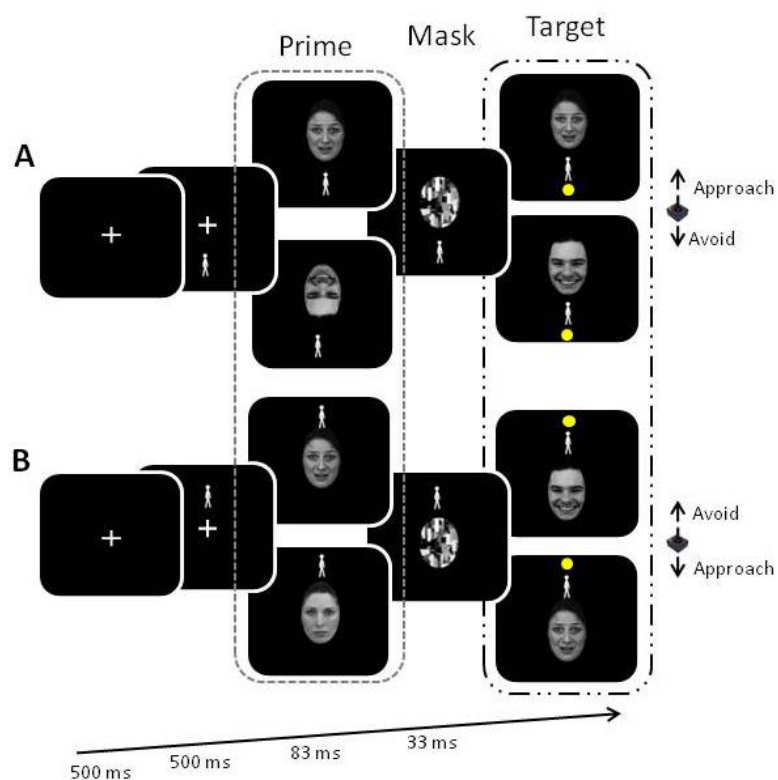 Prime
Mask
Target
A
Approach
Avoid
B
Avoid
Approach
500 ms
500 ms
83 ms
33 ms